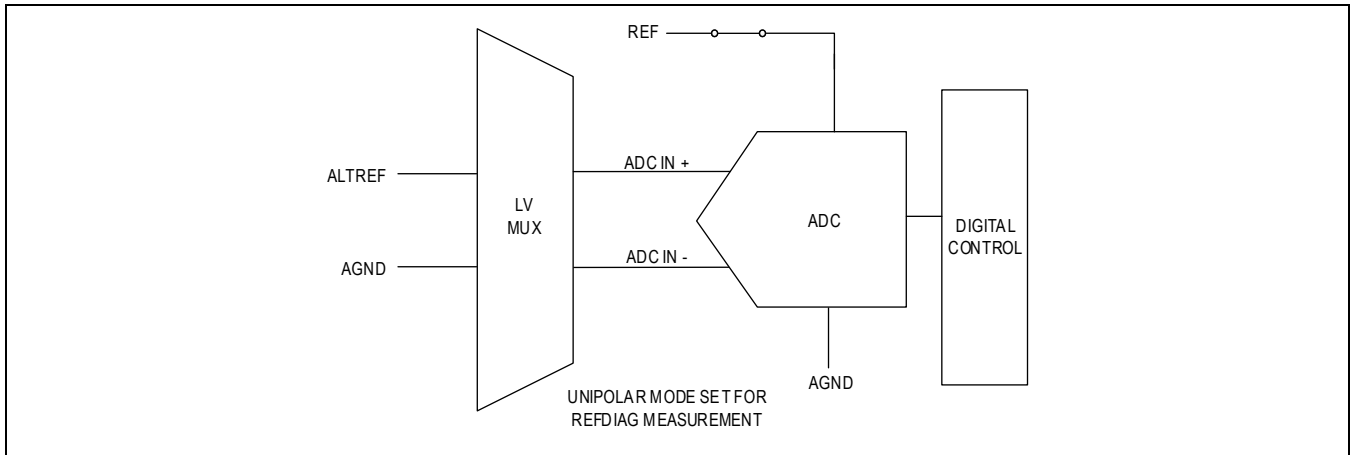 REF
ALTREF
AGND
LV
MUX
ADC IN +
ADC IN -
ADC
AGND
DIGITAL
CONTROL
UNIPOLAR MODE SET FOR
REFDIAG MEASUREMENT